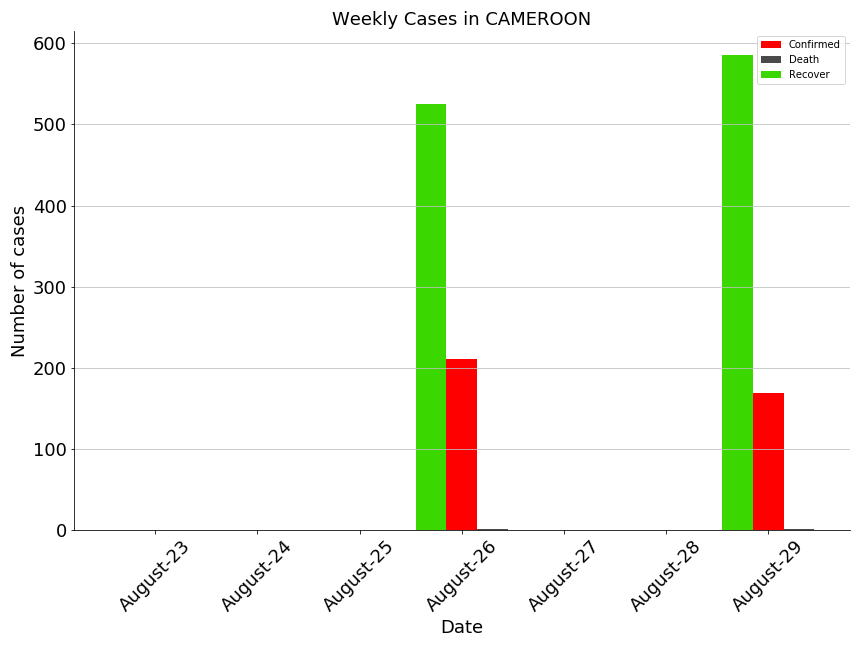 Weekly Cases in CAMEROON
Confirmed
Death
Recover
Number of cases
600
500
400
300
200
100
0
August-23
August-24
August-25
August-26
August-27
August-28
August-29
Date